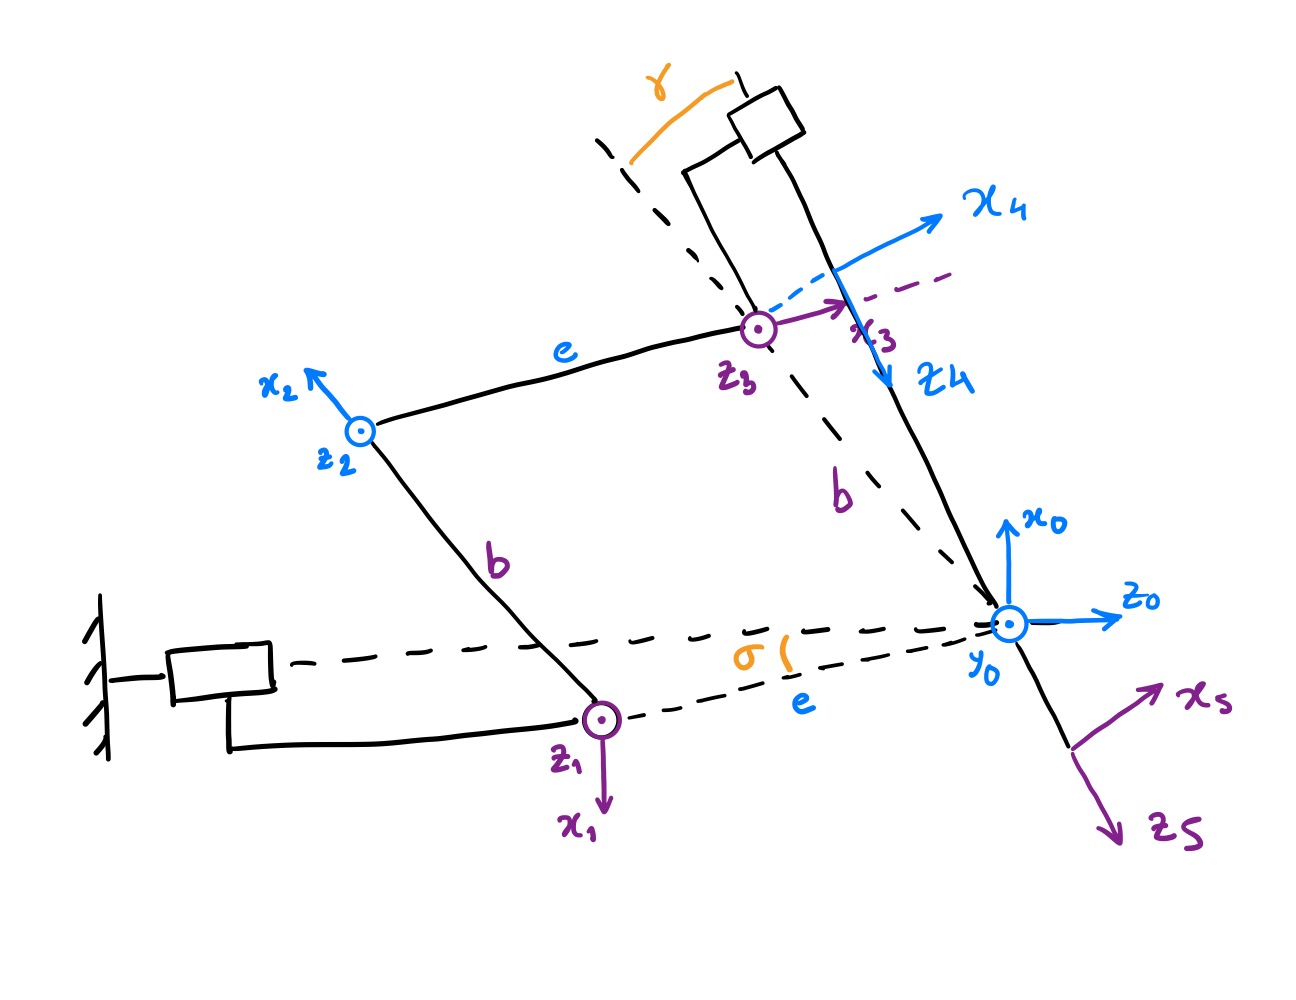 γ
x₄
e
x₃
z₃
z₄
x₂
z₂
b
x₀
b
z₀
σ
y₀
e
x₅
z₁
x₁
z₅